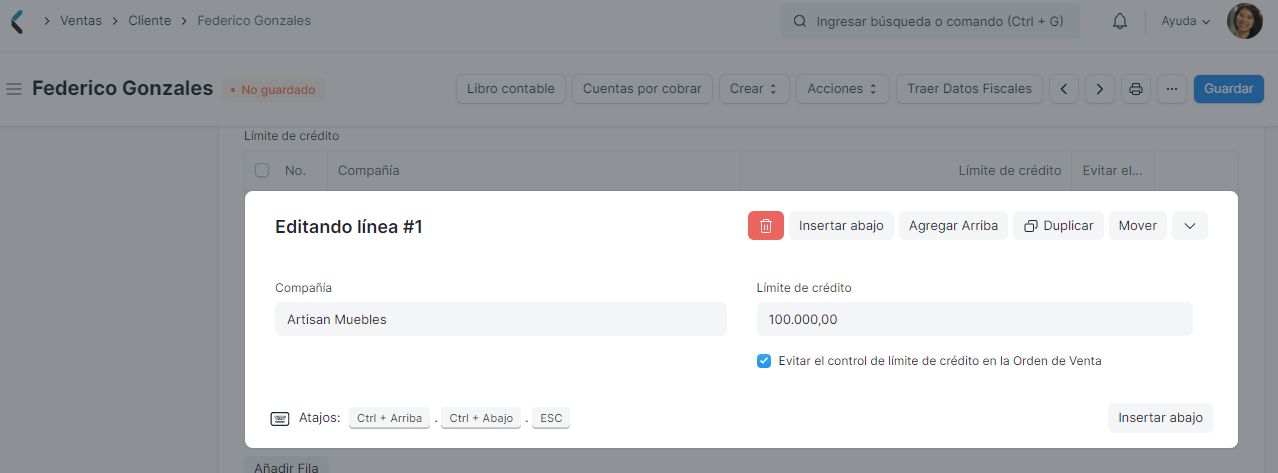 Ventas Cliente Federico Gonzales
Ingresar búsqueda o comando (Ctrl + G)
Ayuda
Federico Gonzales
• No guardado
Libro contable
Cuentas por cobrar
Crear
Acciones
Traer Datos Fiscales
...
Guardar
Límite de crédito
No. Compañía Límite de crédito Evitar el...
Editando línea #1
Insertar abajo
Agregar Arriba
Duplicar
Mover
Compañía
Artisan Muebles
Límite de crédito
100.000,00
Evitar el control de límite de crédito en la Orden de Venta
Atajos: Ctrl + Arriba . Ctrl + Abajo . ESC
Insertar abajo
Añadir Fila